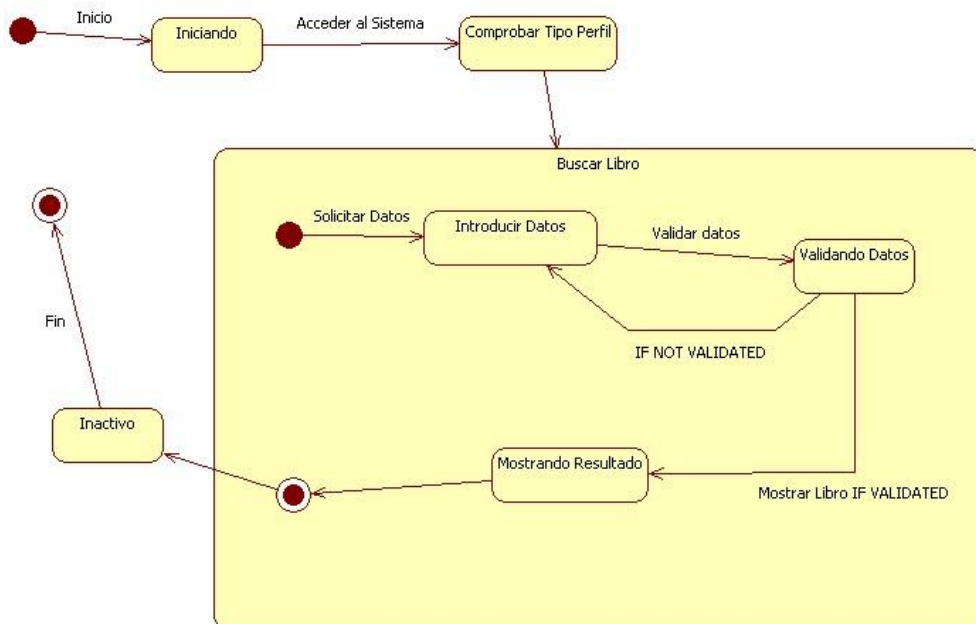 Inicio
Iniciando
Acceder al Sistema
Comprobar Tipo Perfil
Buscar Libro
Solicitar Datos
Introducir Datos
Validar datos
Validando Datos
IF NOT VALIDATED
Fin
Inactivo
Mostrando Resultado
Mostrar Libro IF VALIDATED